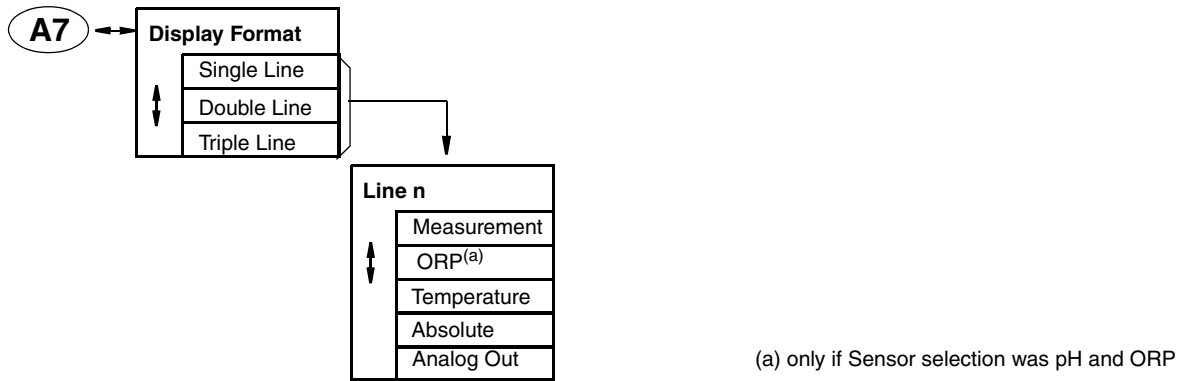 A7
Display Format
Single Line
Double Line
Triple Line
Line n
Measurement
ORP(a)
Temperature
Absolute
Analog Out
(a) only if Sensor selection was pH and ORP